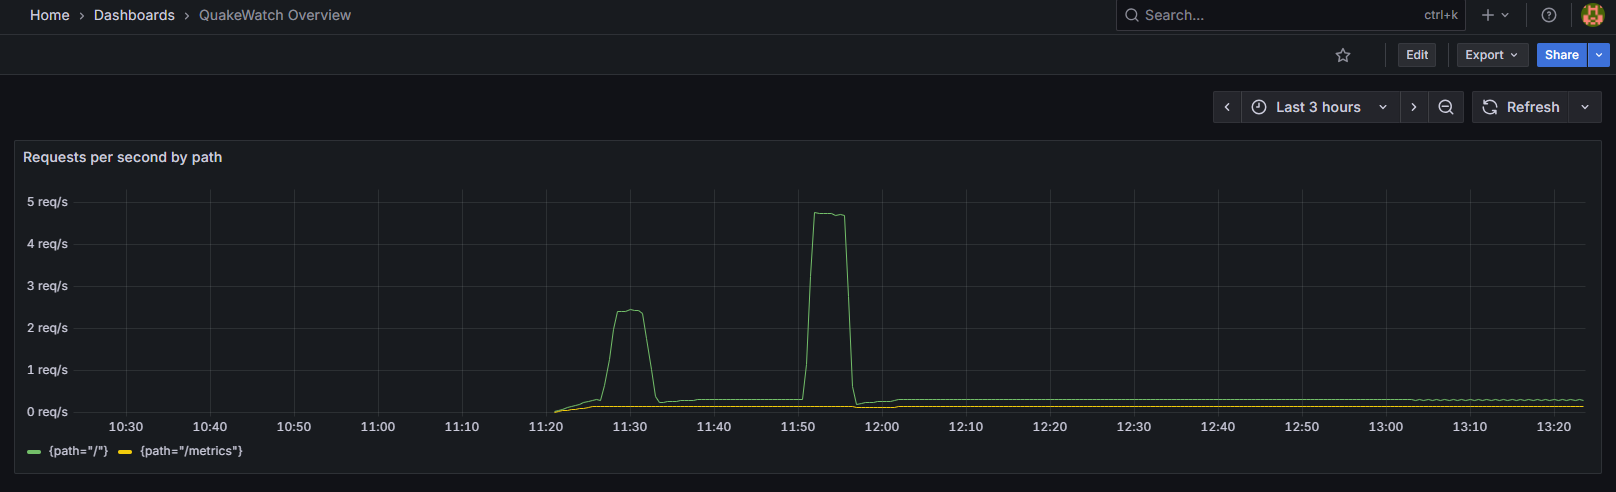 Home › Dashboards › QuakeWatch Overview
Search... ctrl+k
Edit Export Share
Last 3 hours Refresh
Requests per second by path
5 req/s
4 req/s
3 req/s
2 req/s
1 req/s
0 req/s
10:30 10:40 10:50 11:00 11:10 11:20 11:30 11:40 11:50 12:00 12:10 12:20 12:30 12:40 12:50 13:00 13:10 13:20
{path="/"} {path="/metrics"}